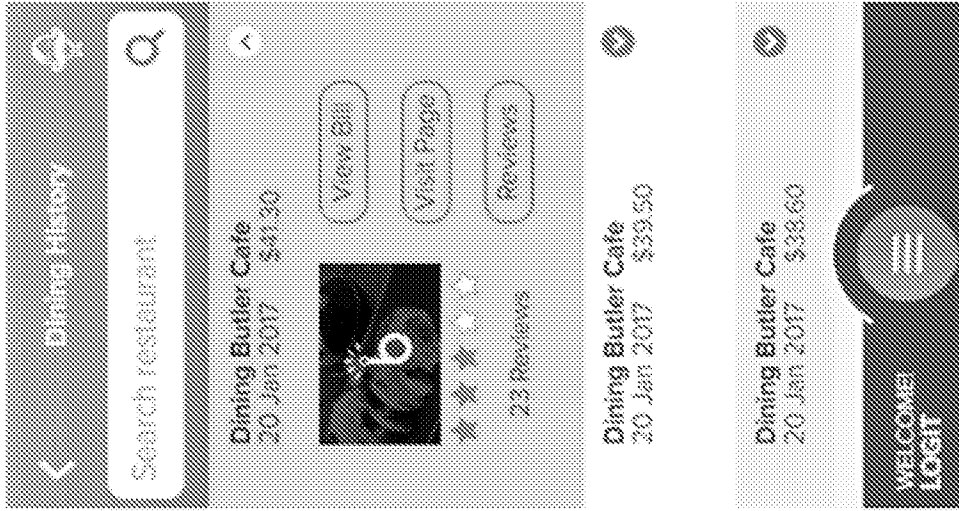 Dining History
Search restaurant
Dining Butler Cafe
20 Jan 2017 $41.30
b
View Bill
Visit Page
Reviews
23 Reviews
Dining Butler Cafe
20 Jan 2017 $39.50
Dining Butler Cafe
20 Jan 2017 $39.60
WELCOME!
LOGIT